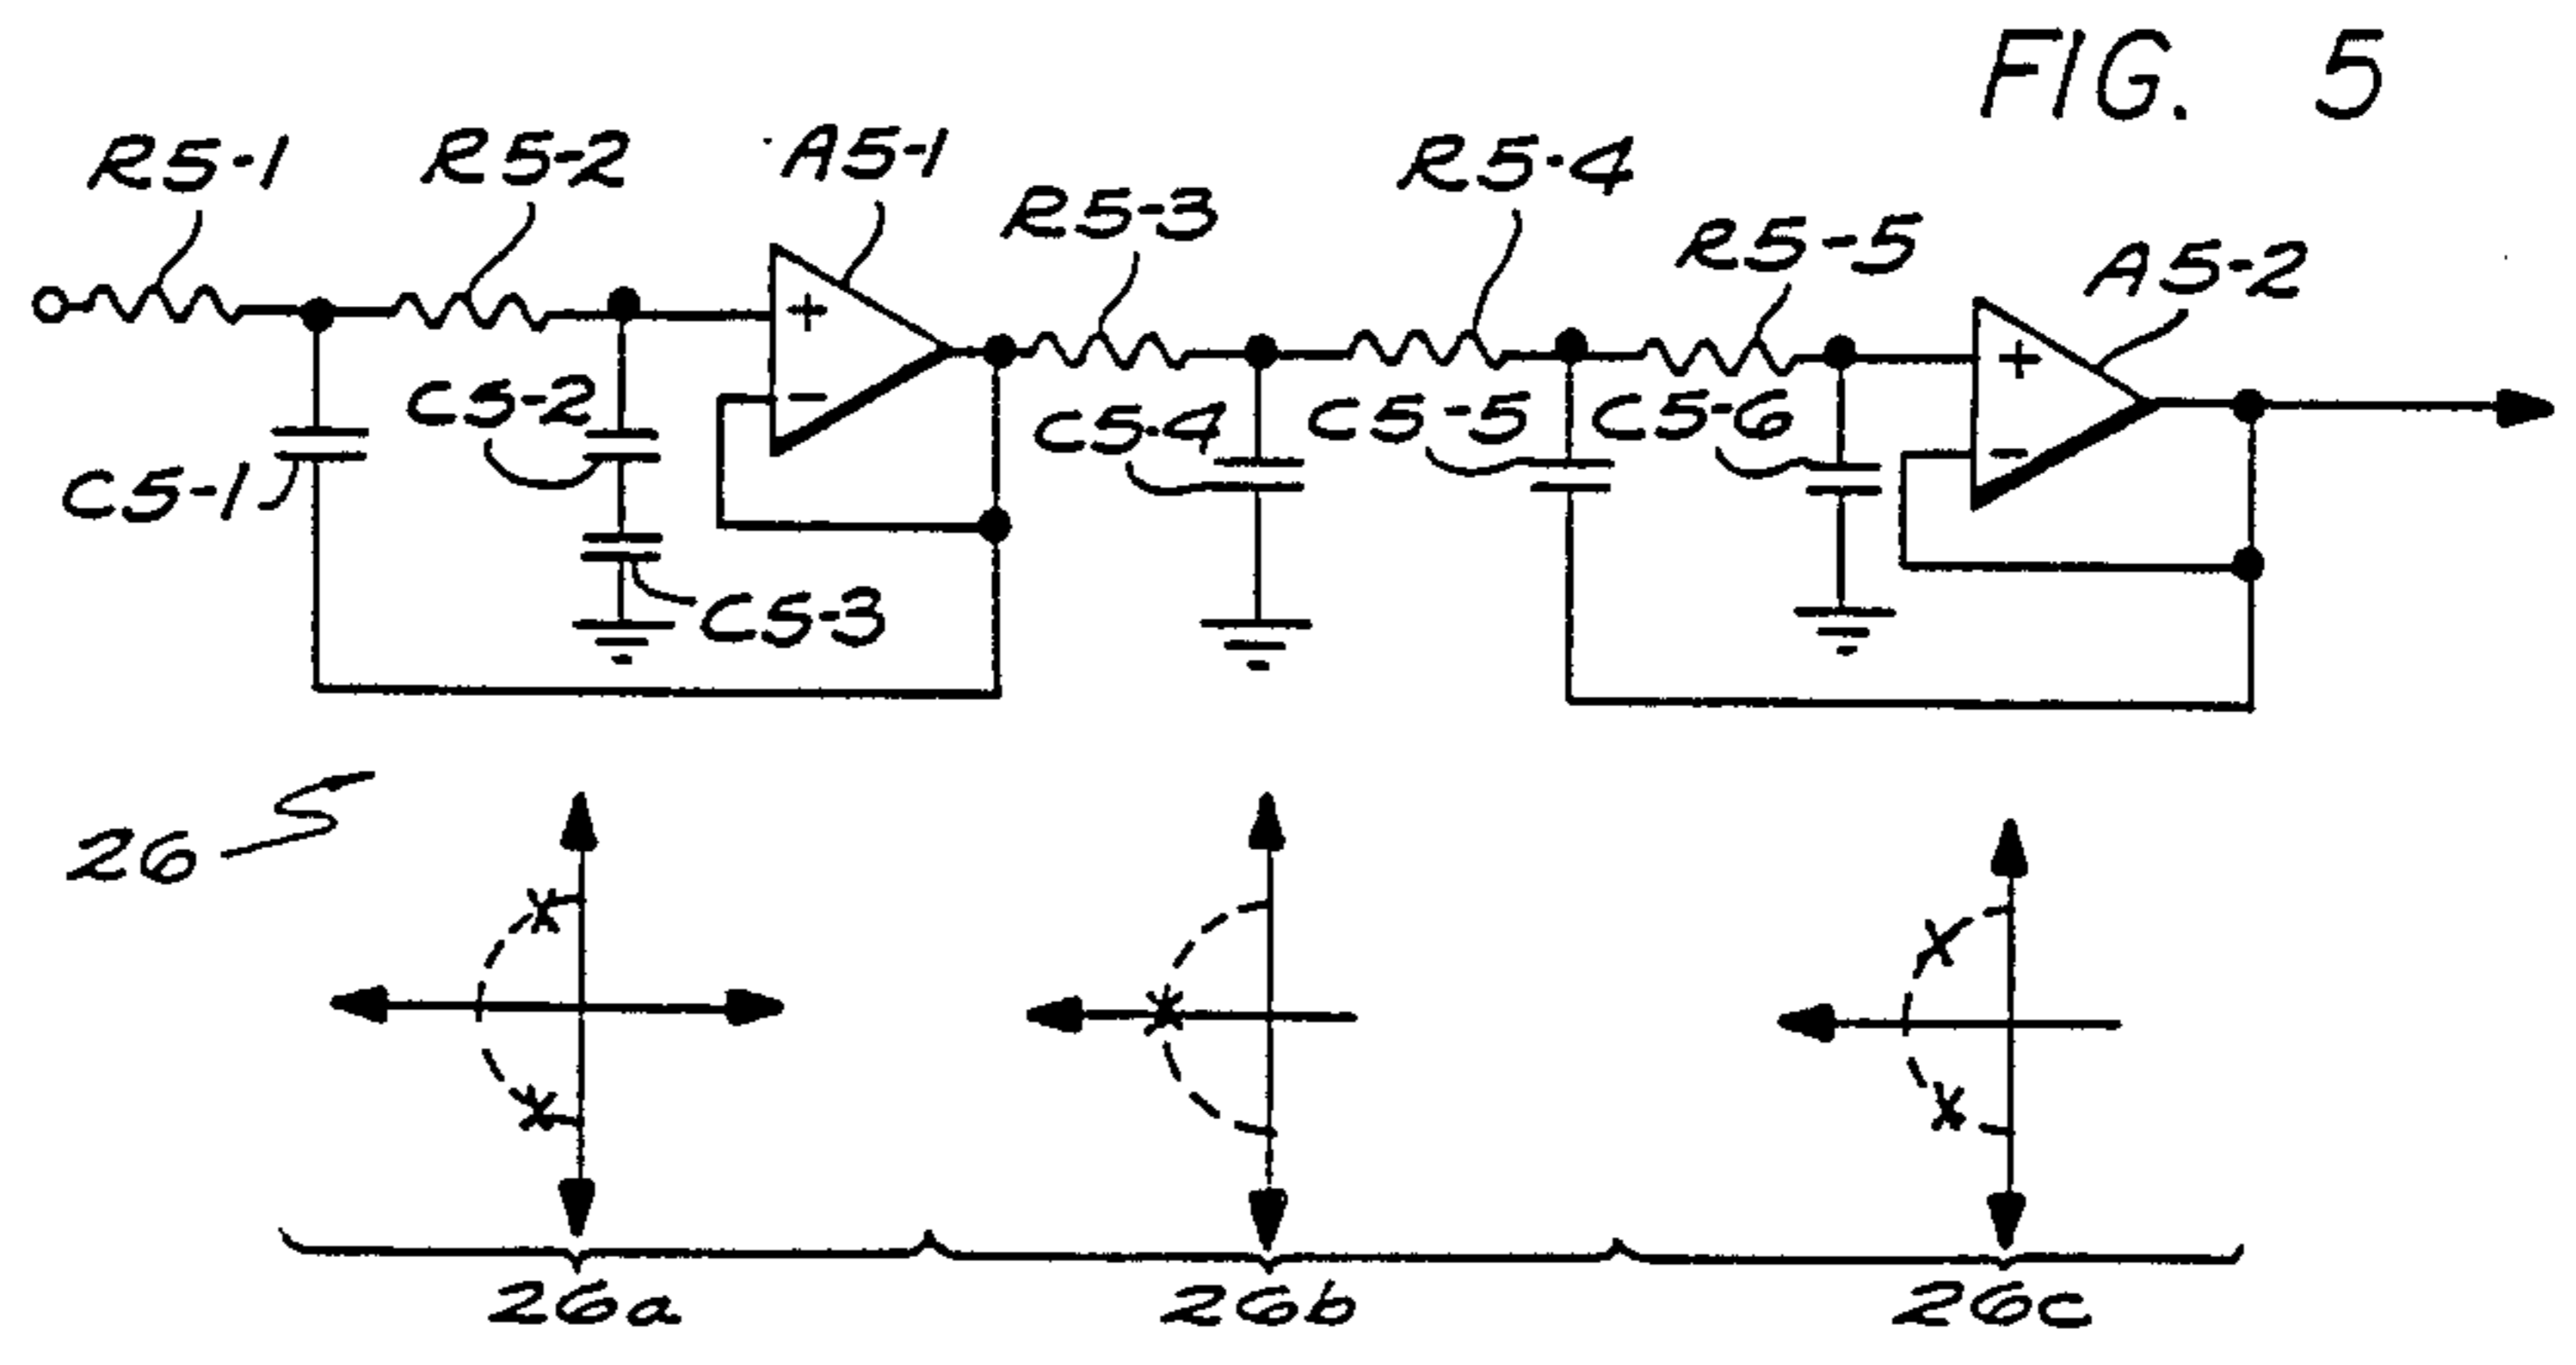 FIG. 5
R5-1
R5-2
A5-1
R5-3
R5-4
R5-5
A5-2
+
-
+
-
C5-1
C5-2
C5-3
C5-4
C5-5
C5-6
26
26a
26b
26c